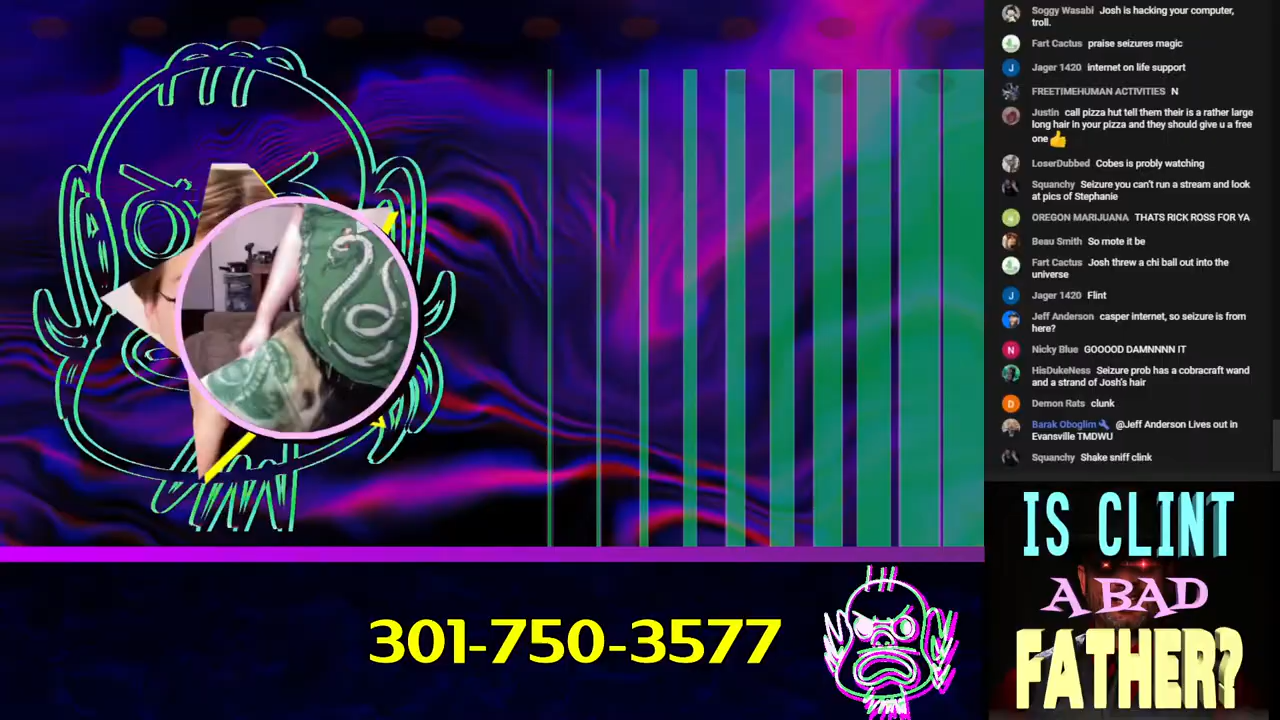 Soggy Wasabi Josh is hacking your computer,
troll.
Fart Cactus praise seizures magic
J
Jager 1420 internet on life support
FREETIMEHUMAN ACTIVITIES N
Justin call pizza hut tell them their is a rather large
long hair in your pizza and they should give u a free
one 👍
LoserDubbed Cobes is probly watching
Squanchy Seizure you can't run a stream and look
at pics of Stephanie
OREGON MARIJUANA THATS RICK ROSS FOR YA
Beau Smith So mote it be
Fart Cactus Josh threw a chi ball out into the
universe
J
Jager 1420 Flint
Jeff Anderson casper internet, so seizure is from
here?
N
Nicky Blue GOOOOD DAMNNNN IT
HisDukeNess Seizure prob has a cobracraft wand
and a strand of Josh's hair
D
Demon Rats clunk
Barak Oboglim @Jeff Anderson Lives out in
Evansville TMDWU
Squanchy Shake sniff clink
IS CLINT
A BAD
FATHER?
301-750-3577